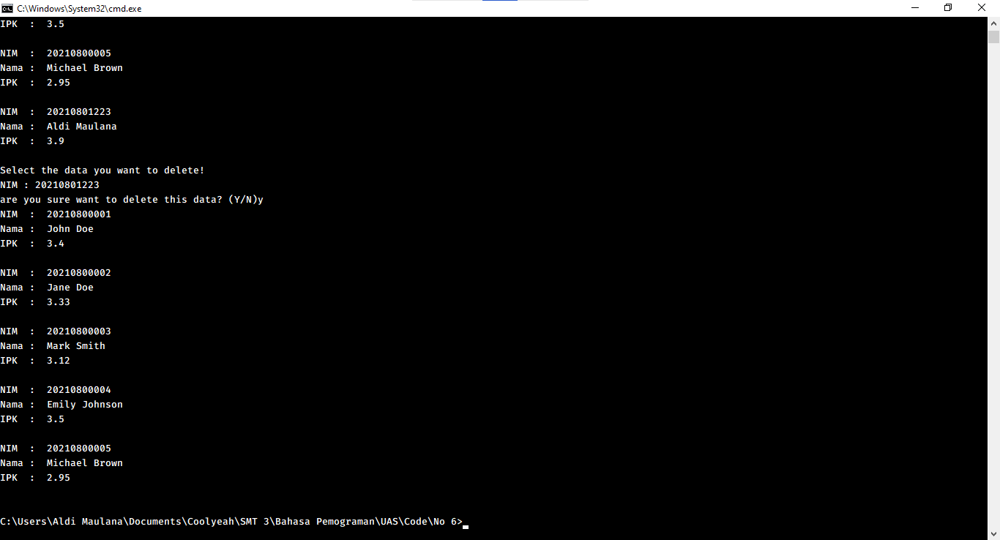 C:\Windows\System32\cmd.exe
IPK  :  3.5
NIM  :  20210800005
Nama :  Michael Brown
IPK  :  2.95
NIM  :  20210801223
Nama :  Aldi Maulana
IPK  :  3.9
Select the data you want to delete!
NIM : 20210801223
are you sure want to delete this data? (Y/N)y
NIM  :  20210800001
Nama :  John Doe
IPK  :  3.4
NIM  :  20210800002
Nama :  Jane Doe
IPK  :  3.33
NIM  :  20210800003
Nama :  Mark Smith
IPK  :  3.12
NIM  :  20210800004
Nama :  Emily Johnson
IPK  :  3.5
NIM  :  20210800005
Nama :  Michael Brown
IPK  :  2.95
C:\Users\Aldi Maulana\Documents\Coolyeah\SMT 3\Bahasa Pemograman\UAS\Code\No 6>